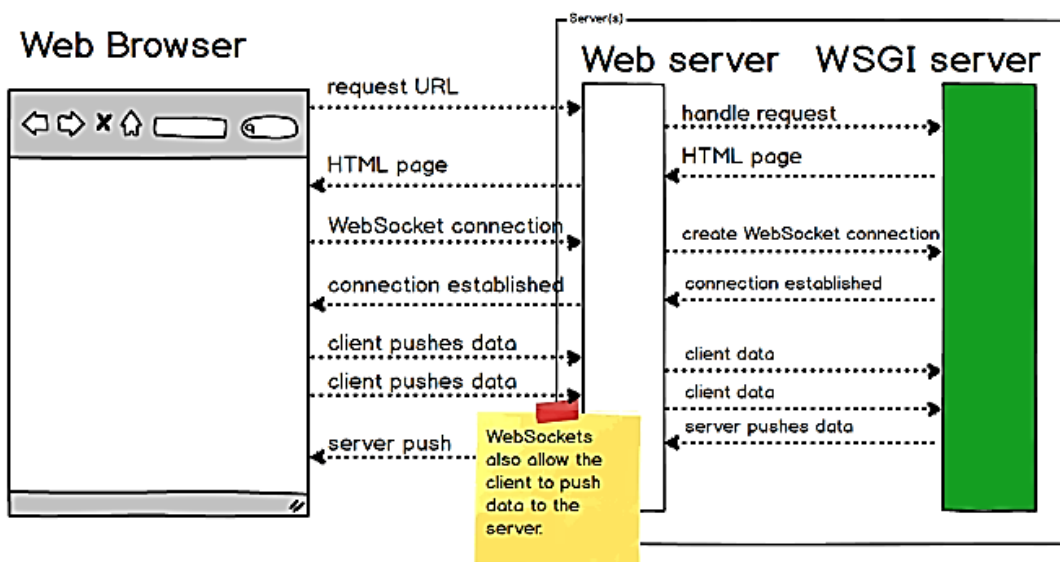 Server(s)
Web Browser
Web server
WSGI server
request URL
handle request
HTML page
HTML page
WebSocket connection
create WebSocket connection
connection established
connection established
client pushes data
client data
client pushes data
client data
server push
server pushes data
WebSockets
also allow the
client to push
data to the
server.